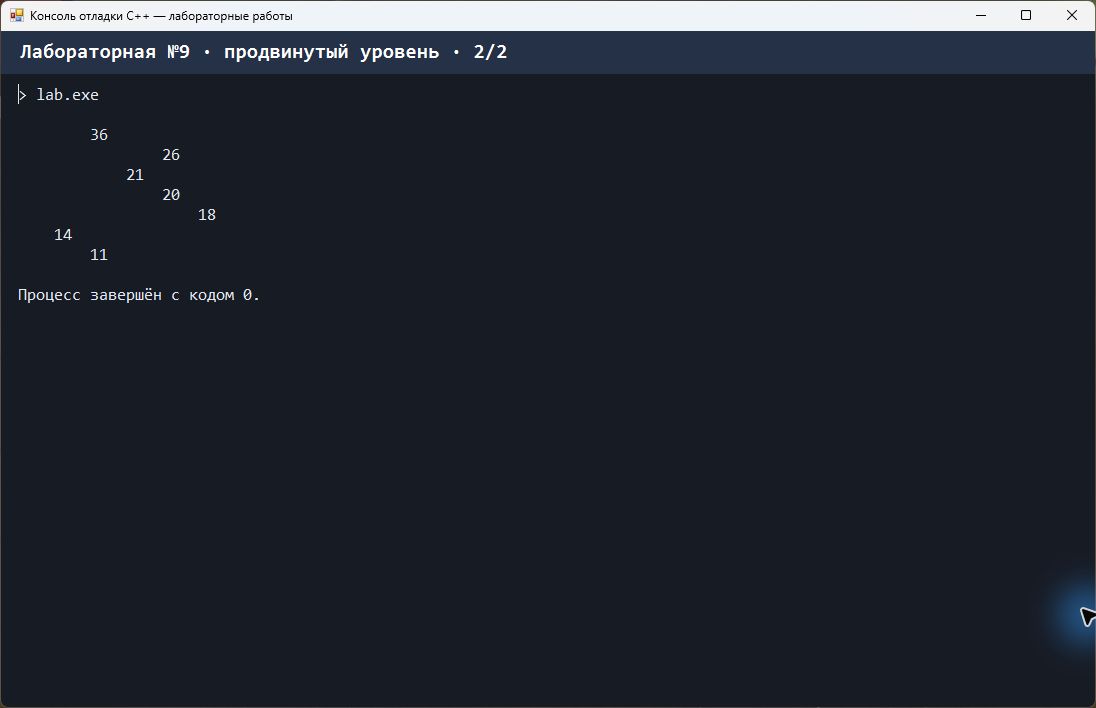 Консоль отладки C++ — лабораторные работы
Лабораторная №9 · продвинутый уровень · 2/2
> lab.exe
36
26
21
20
18
14
11
Процесс завершён с кодом 0.